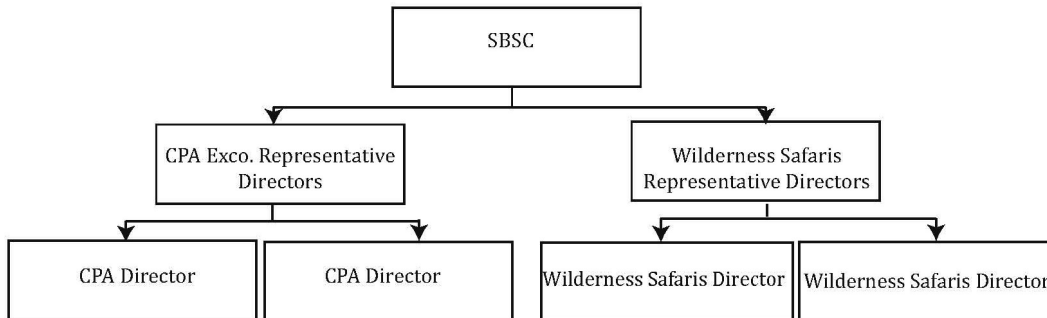 SBSC
CPA Exco. Representative
Directors
Wilderness Safaris
Representative Directors
CPA Director
CPA Director
Wilderness Safaris Director
Wilderness Safaris Director